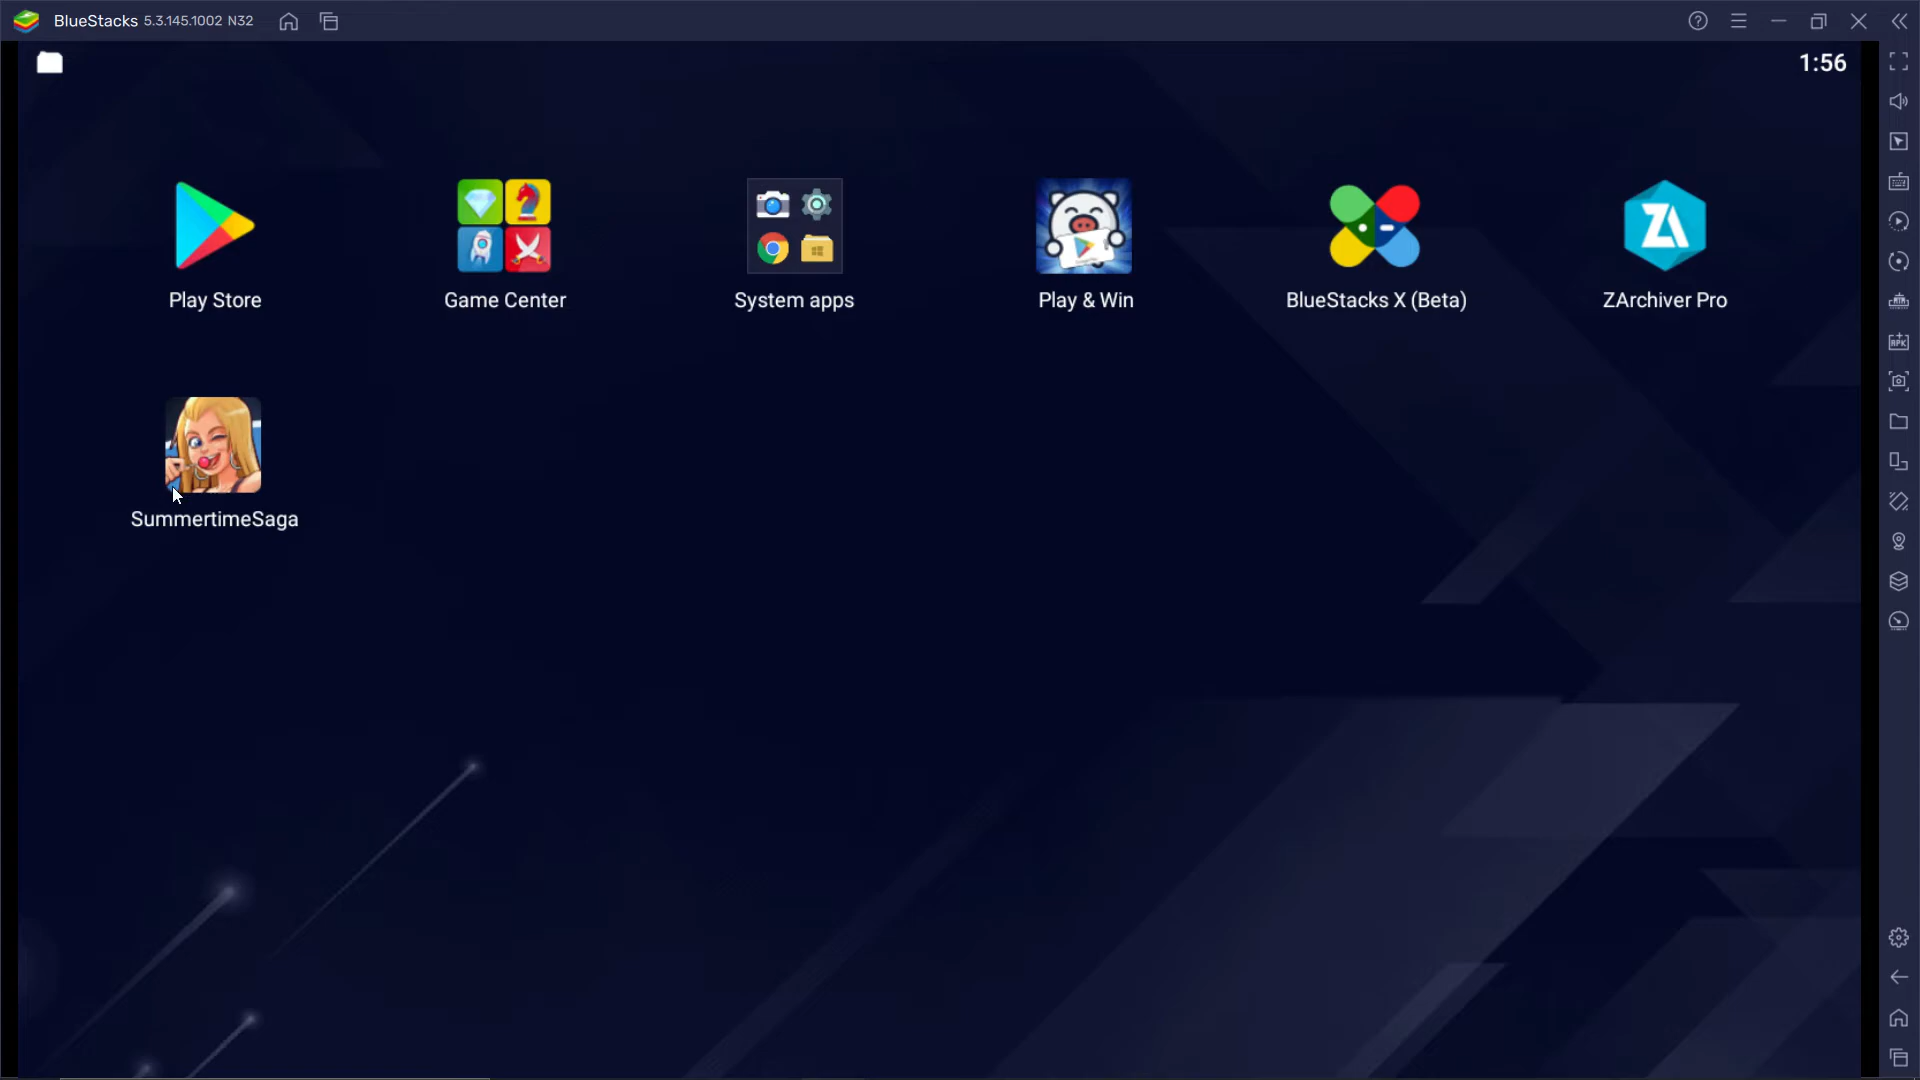 BlueStacks 5.3.145.1002 N32
1:56
Play Store
Game Center
System apps
Play & Win
BlueStacks X (Beta)
ZArchiver Pro
SummertimeSaga